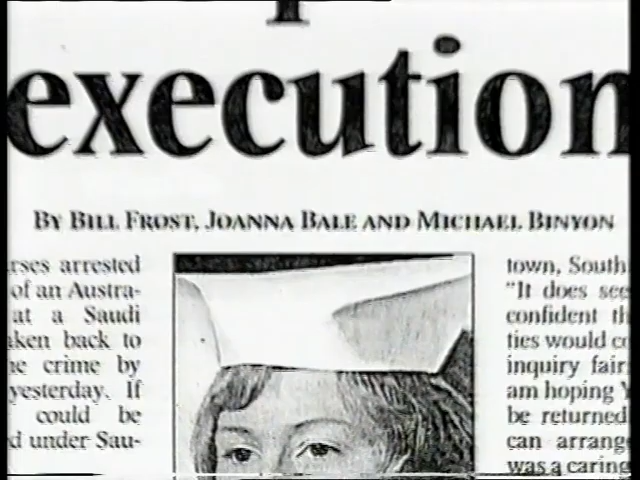 execution
BY BILL FROST, JOANNA BALE AND MICHAEL BINYON
rses arrested
of an Austra-
at a Saudi
aken back to
crime by
yesterday. If
could be
d under Sau-
town, South
"It does see
confident th
ties would co
inquiry fair
am hoping Y
be returned
can arrang
was a caring